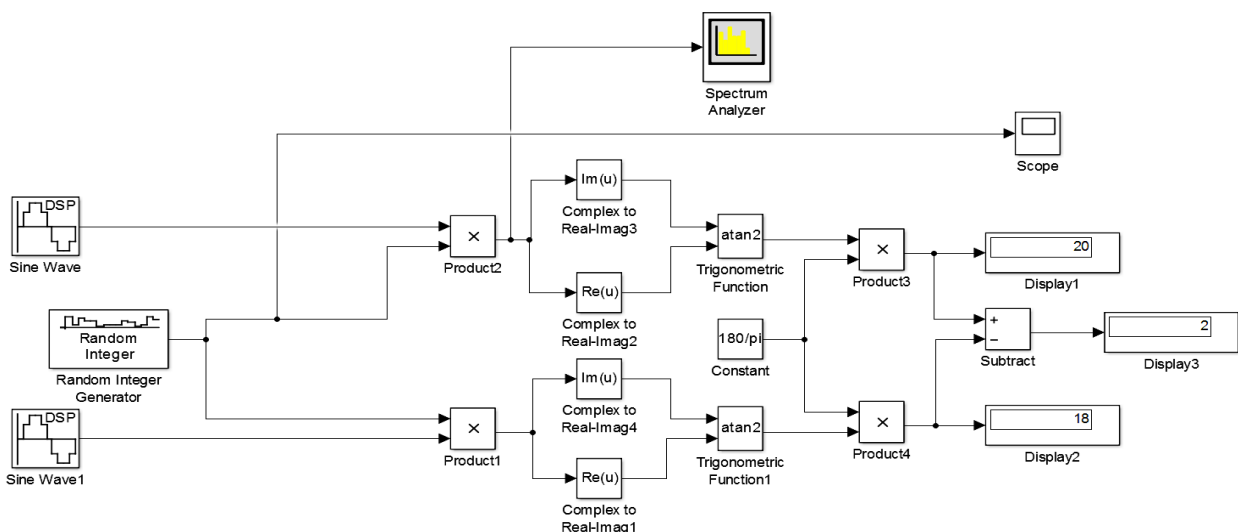 Spectrum
Analyzer
Scope
DSP
Sine Wave
×
Product2
Im(u)
Complex to
Real-Imag3
Re(u)
Complex to
Real-Imag2
atan2
Trigonometric
Function
×
Product3
20
Display1
Random
Integer
Random Integer
Generator
180/pi
Constant
+
−
Subtract
2
Display3
DSP
Sine Wave1
×
Product1
Im(u)
Complex to
Real-Imag4
Re(u)
Complex to
Real-Imag1
atan2
Trigonometric
Function1
×
Product4
18
Display2